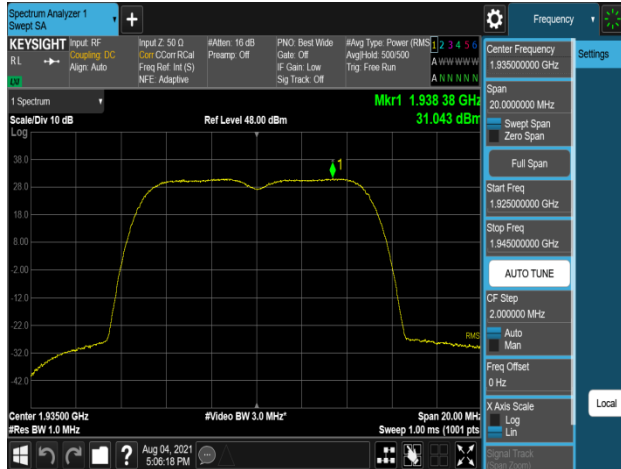 Spectrum Analyzer 1
Swept SA
Frequency
KEYSIGHT
Input: RF
Coupling: DC
Align: Auto
Input Z: 50 Ω
Corr CCorr RCal
Freq Ref: Int (S)
NFE: Adaptive
#Atten: 16 dB
Preamp: Off
PNO: Best Wide
Gate: Off
IF Gain: Low
Sig Track: Off
#Avg Type: Power (RMS
Avg|Hold: 500/500
Trig: Free Run
1 2 3 4 5 6
A W W W W W
A N N N N N
R L
LXI
1 Spectrum
Scale/Div 10 dB
Ref Level 48.00 dBm
Mkr1 1.938 38 GHz
31.043 dBm
Log
38.0
28.0
18.0
8.00
-2.00
-12.0
-22.0
-32.0
-42.0
1
RMS
Center 1.93500 GHz
#Res BW 1.0 MHz
#Video BW 3.0 MHz*
Span 20.00 MHz
Sweep 1.00 ms (1001 pts
Aug 04, 2021
5:06:18 PM
Center Frequency
1.935000000 GHz
Span
20.0000000 MHz
Swept Span
Zero Span
Full Span
Start Freq
1.925000000 GHz
Stop Freq
1.945000000 GHz
AUTO TUNE
CF Step
2.000000 MHz
Auto
Man
Freq Offset
0 Hz
X Axis Scale
Log
Lin
Signal Track
(Span Zoom)
Settings
Local